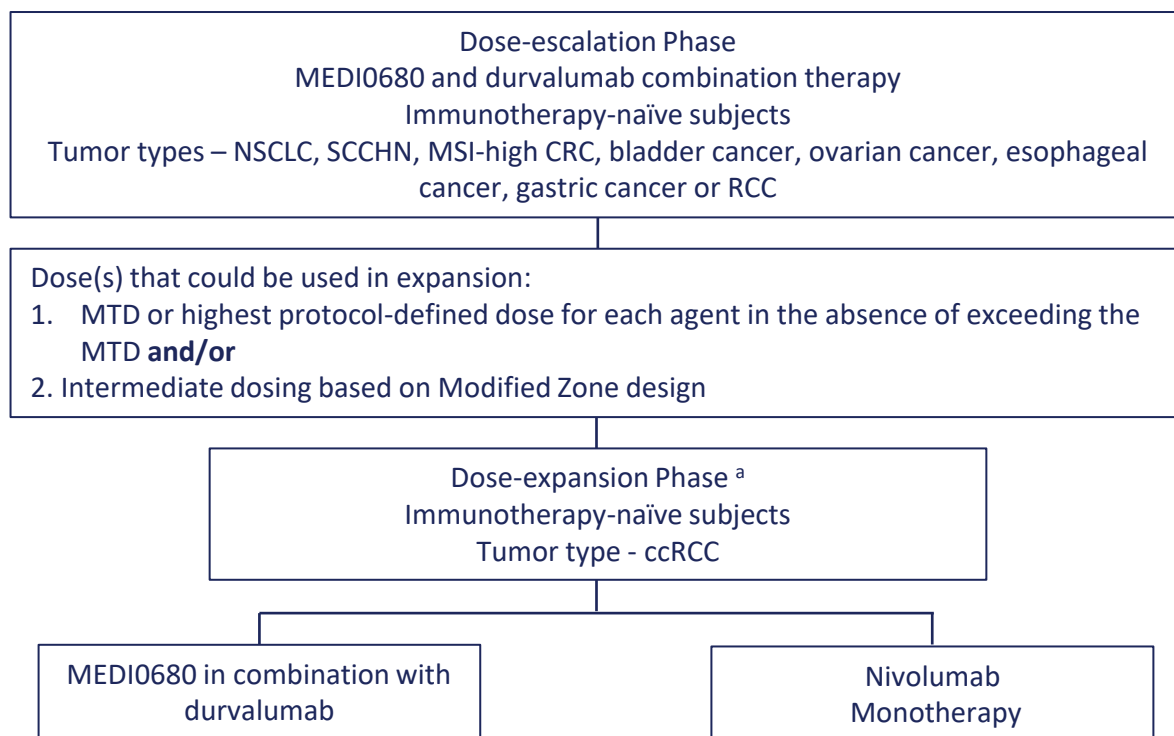 Dose-escalation Phase
MEDI0680 and durvalumab combination therapy
Immunotherapy-naïve subjects
Tumor types – NSCLC, SCCHN, MSI-high CRC, bladder cancer, ovarian cancer, esophageal
cancer, gastric cancer or RCC
Dose(s) that could be used in expansion:
1. MTD or highest protocol-defined dose for each agent in the absence of exceeding the
MTD and/or
2. Intermediate dosing based on Modified Zone design
Dose-expansion Phase ᵃ
Immunotherapy-naïve subjects
Tumor type - ccRCC
MEDI0680 in combination with
durvalumab
Nivolumab
Monotherapy